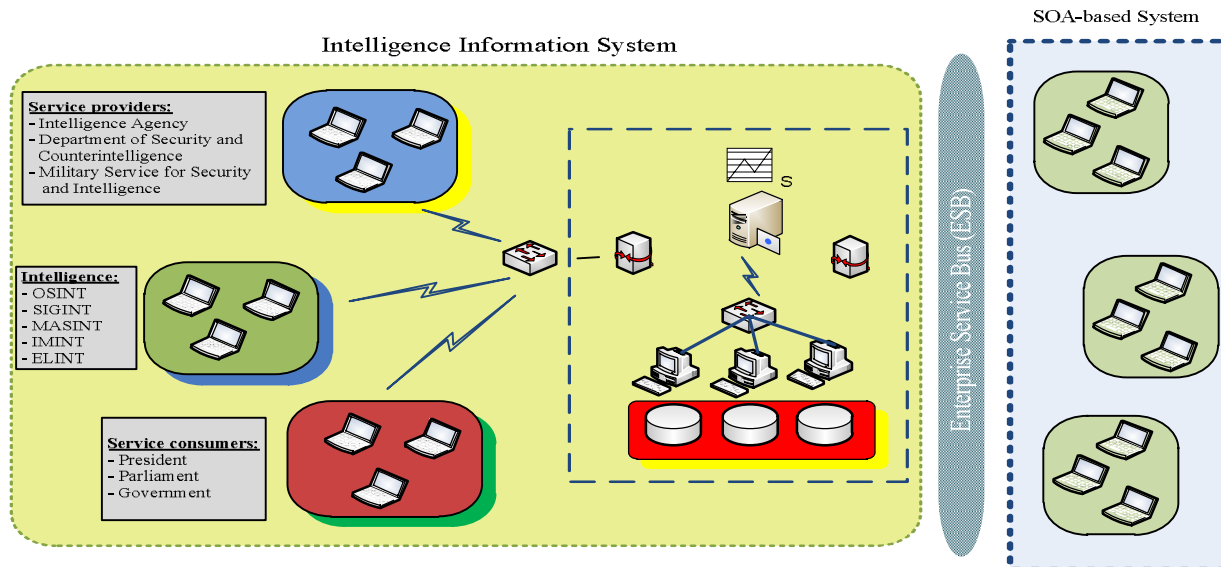 SOA-based System
Intelligence Information System
Service providers:
- Intelligence Agency
- Department of Security and
Counterintelligence
- Military Service for Security
and Intelligence
S
Intelligence:
- OSINT
- SIGINT
- MASINT
- IMINT
- ELINT
Service consumers:
- President
- Parliament
- Government
Enterprise Service Bus (ESB)